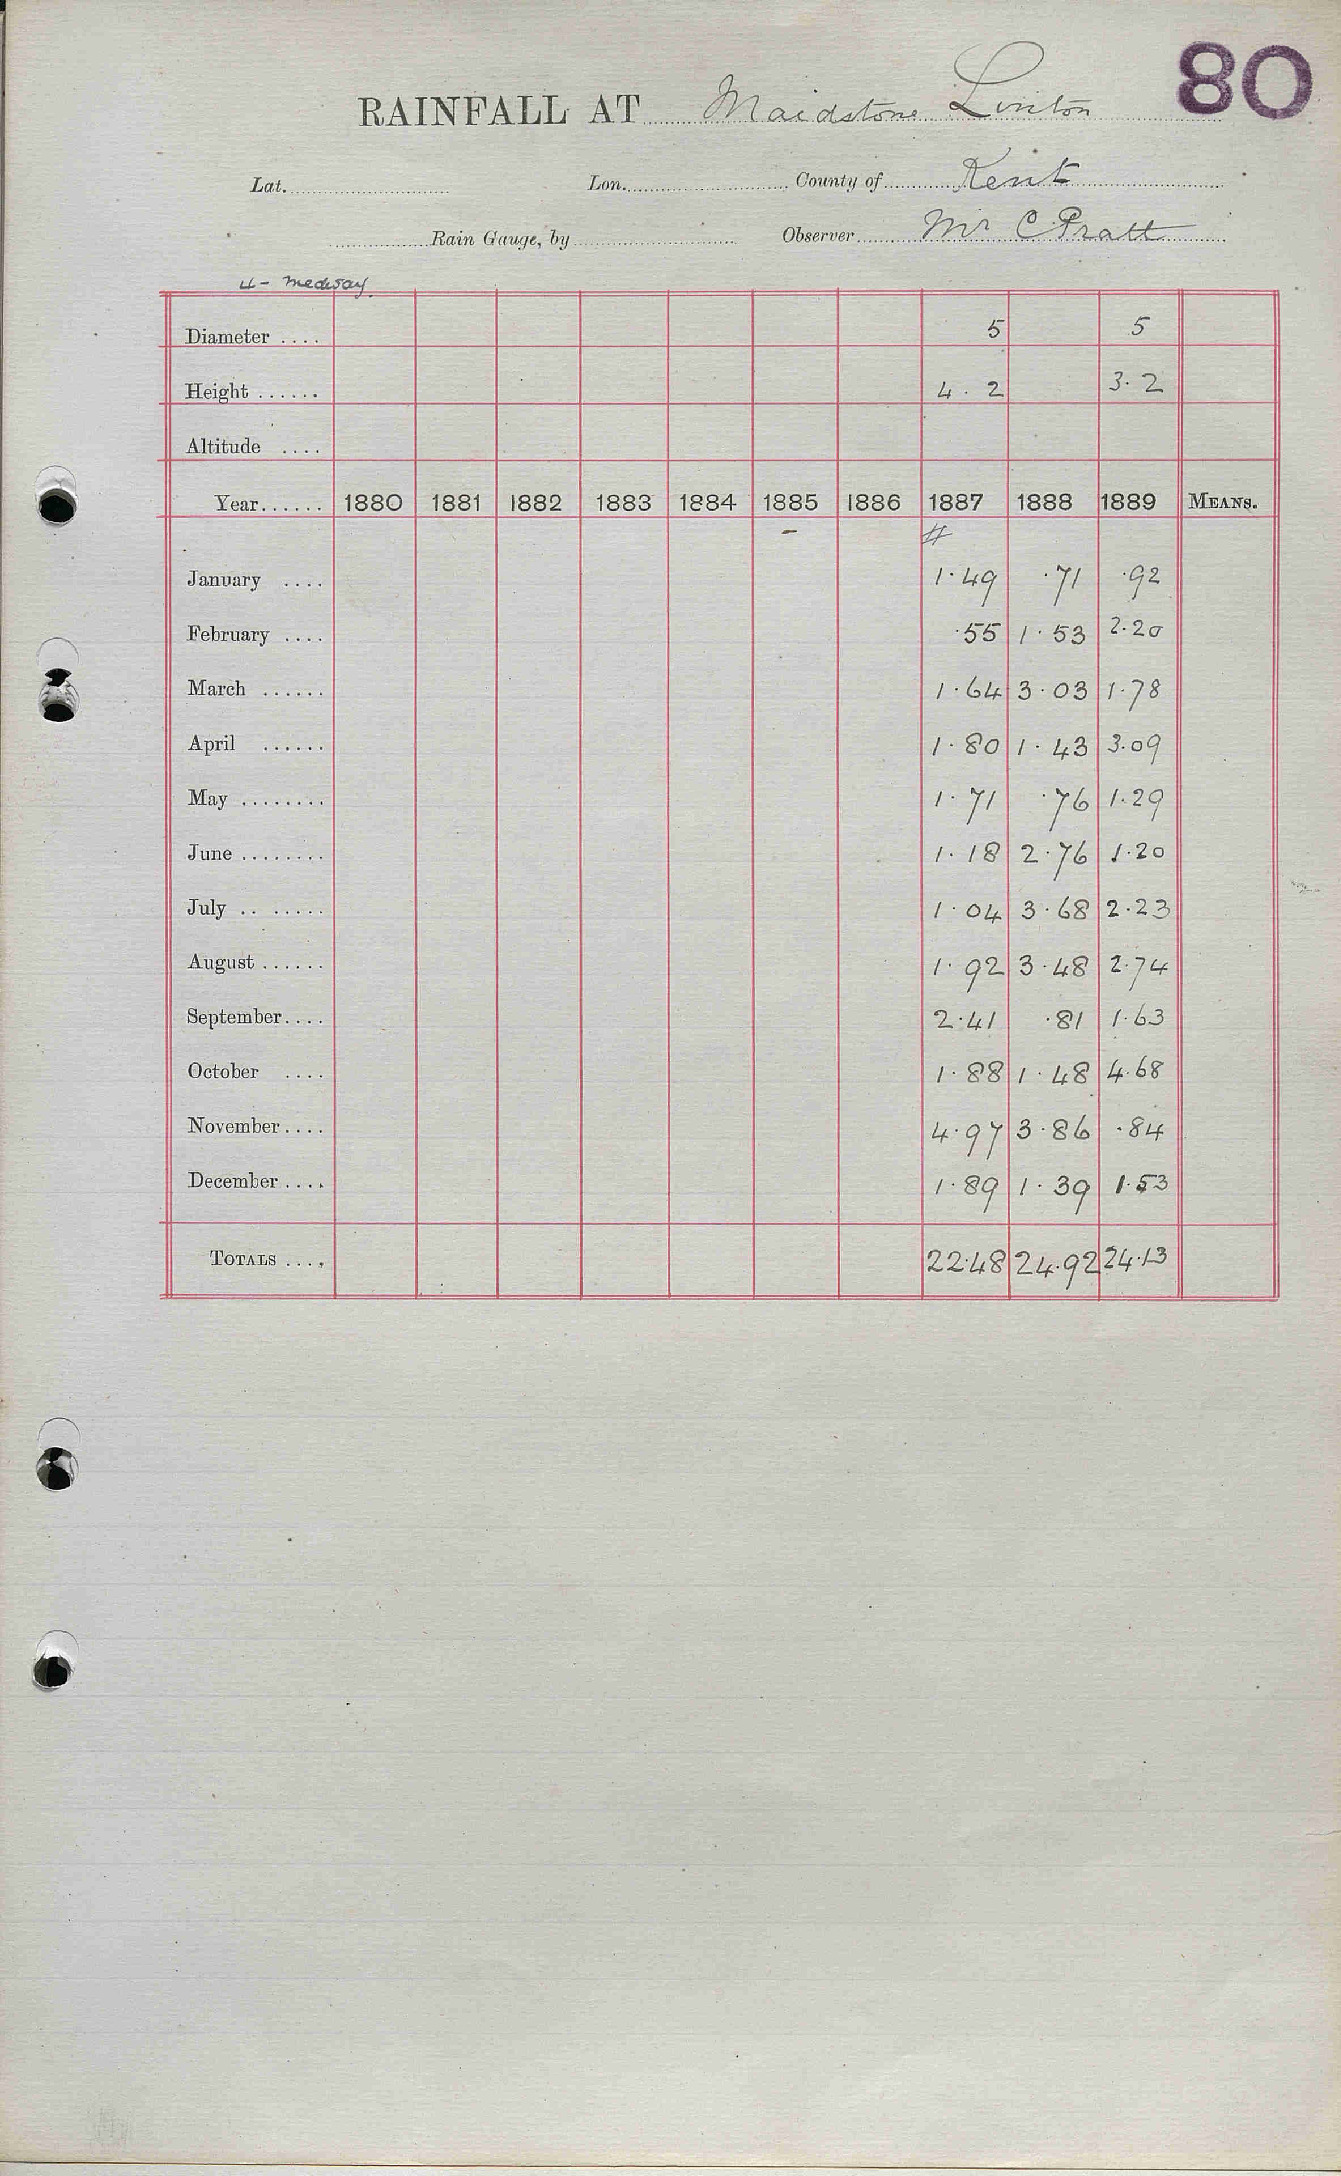 80
RAINFALL AT Maidstone Linton
Lat. Lon. County of Kent
Rain Gauge, by Observer Mr C Pratt
4 - Medway
Diameter .... 5 5
Height ...... 4 . 2 3.2
Altitude ....
Year...... 1880 1881 1882 1883 1884 1885 1886 1887 1888 1889 MEANS.
- #
January .... 1.49 .71 .92
February .... .55 1.53 2.20
March ...... 1.64 3.03 1.78
April ...... 1.80 1.43 3.09
May ........ 1.71 .76 1.29
June ........ 1.18 2.76 1.20
July .. ...... 1.04 3.68 2.23
August ...... 1.92 3.48 2.74
September.... 2.41 .81 1.63
October .... 1.88 1.48 4.68
November.... 4.97 3.86 .84
December.... 1.89 1.39 1.53
TOTALS .... 22.48 24.92 24.13